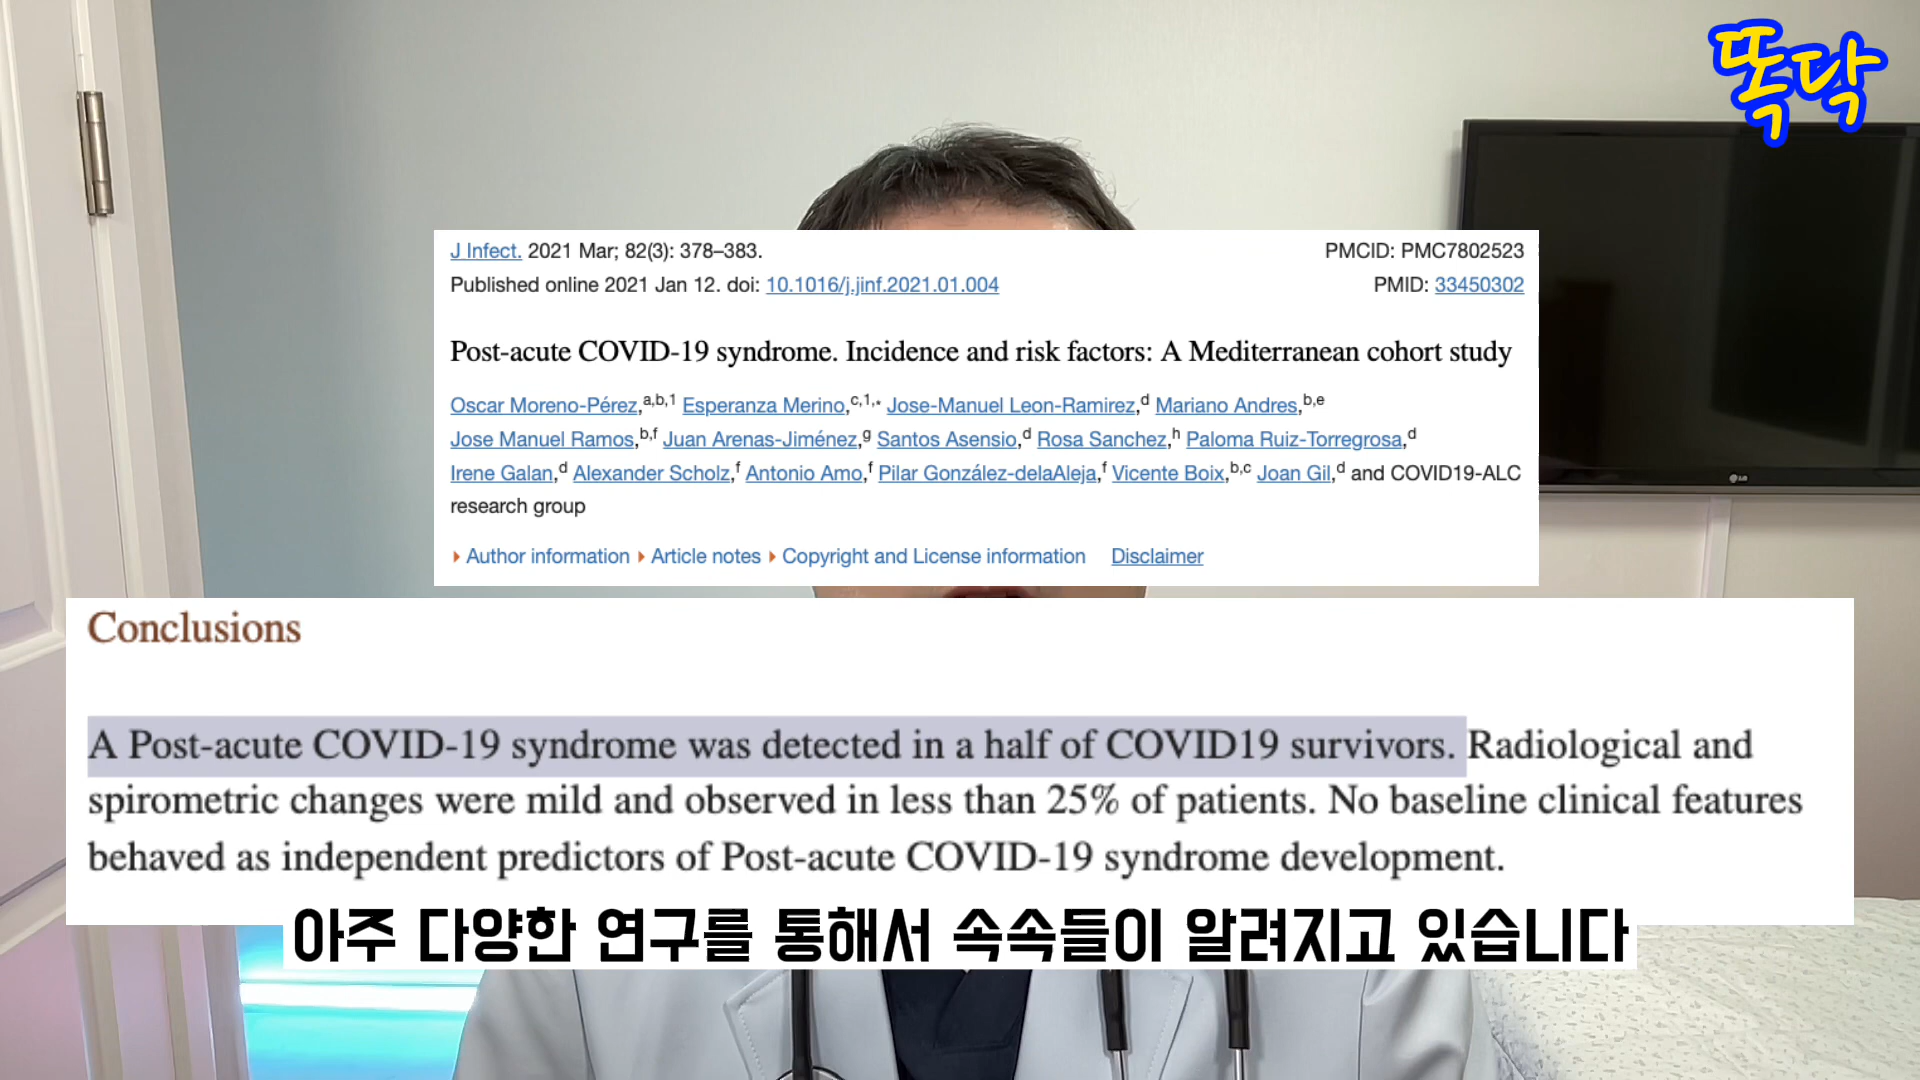 똑닥
J Infect. 2021 Mar; 82(3): 378–383.
PMCID: PMC7802523
Published online 2021 Jan 12. doi: 10.1016/j.jinf.2021.01.004
PMID: 33450302
Post-acute COVID-19 syndrome. Incidence and risk factors: A Mediterranean cohort study
Oscar Moreno-Pérez,a,b,1 Esperanza Merino,c,1,* Jose-Manuel Leon-Ramirez,d Mariano Andres,b,e
Jose Manuel Ramos,b,f Juan Arenas-Jiménez,g Santos Asensio,d Rosa Sanchez,h Paloma Ruiz-Torregrosa,d
Irene Galan,d Alexander Scholz,f Antonio Amo,f Pilar González-delaAleja,f Vicente Boix,b,c Joan Gil,d and COVID19-ALC
research group
Author information Article notes Copyright and License information Disclaimer
LG
Conclusions
A Post-acute COVID-19 syndrome was detected in a half of COVID19 survivors. Radiological and
spirometric changes were mild and observed in less than 25% of patients. No baseline clinical features
behaved as independent predictors of Post-acute COVID-19 syndrome development.
아주 다양한 연구를 통해서 속속들이 알려지고 있습니다